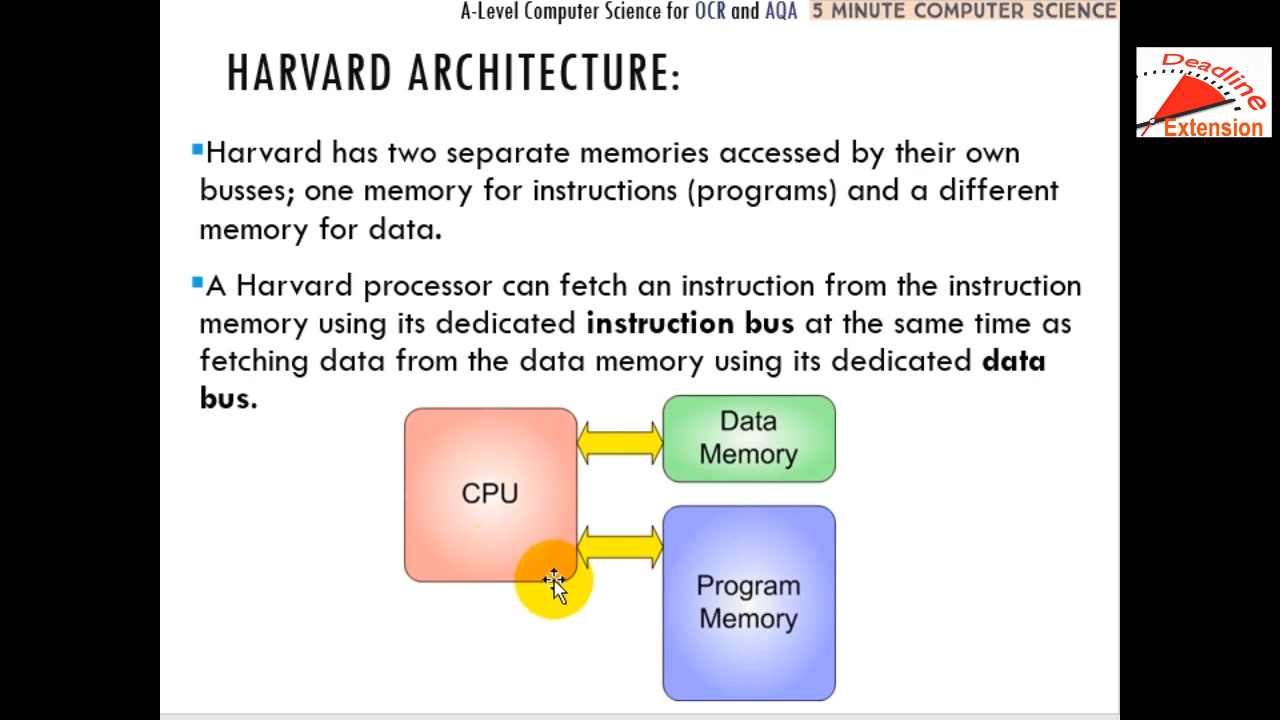 A-Level Computer Science for OCR and AQA 5 MINUTE COMPUTER SCIENCE
Deadline
Extension
HARVARD ARCHITECTURE:
▪Harvard has two separate memories accessed by their own
busses; one memory for instructions (programs) and a different
memory for data.
▪A Harvard processor can fetch an instruction from the instruction
memory using its dedicated instruction bus at the same time as
fetching data from the data memory using its dedicated data
bus.
CPU
Data
Memory
Program
Memory